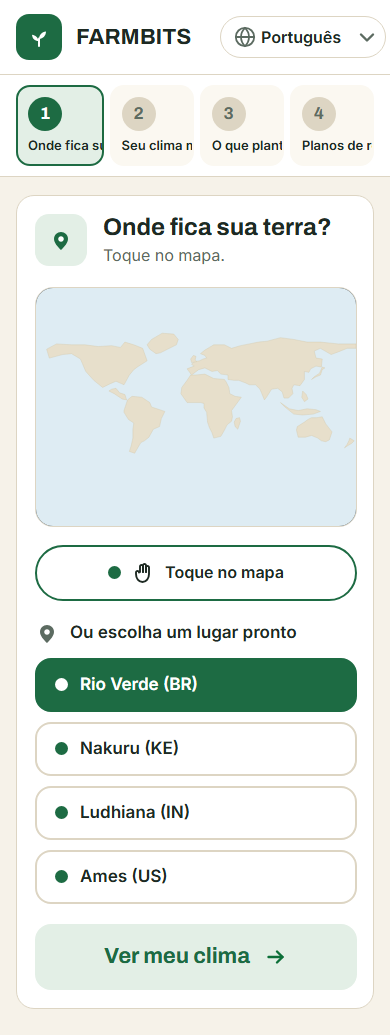 FARMBITS
Português
1
Onde fica
2
Seu clima
3
O que
4
Planos de
Onde fica sua terra?
Toque no mapa.
Toque no mapa
Ou escolha um lugar pronto
Rio Verde (BR)
Nakuru (KE)
Ludhiana (IN)
Ames (US)
Ver meu clima